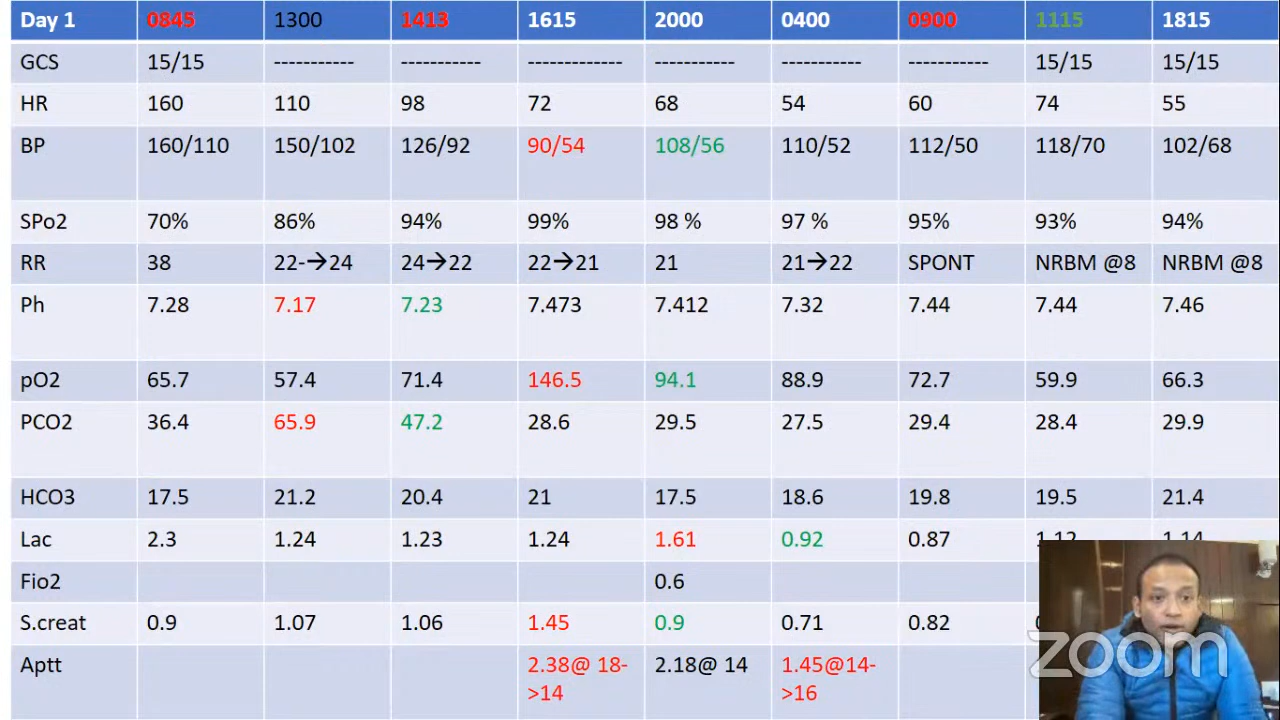 Day 1 0845 1300 1413 1615 2000 0400 0900 1115 1815
GCS 15/15 ----------- ----------- ------------- ----------- ----------- ----------- 15/15 15/15
HR 160 110 98 72 68 54 60 74 55
BP 160/110 150/102 126/92 90/54 108/56 110/52 112/50 118/70 102/68
SPo2 70% 86% 94% 99% 98 % 97 % 95% 93% 94%
RR 38 22-→24 24→22 22→21 21 21→22 SPONT NRBM @8 NRBM @8
Ph 7.28 7.17 7.23 7.473 7.412 7.32 7.44 7.44 7.46
pO2 65.7 57.4 71.4 146.5 94.1 88.9 72.7 59.9 66.3
PCO2 36.4 65.9 47.2 28.6 29.5 27.5 29.4 28.4 29.9
HCO3 17.5 21.2 20.4 21 17.5 18.6 19.8 19.5 21.4
Lac 2.3 1.24 1.23 1.24 1.61 0.92 0.87 1.12 1.14
Fio2 0.6
S.creat 0.9 1.07 1.06 1.45 0.9 0.71 0.82
Aptt 2.38@ 18- 2.18@ 14 1.45@14-
>14 >16
zoom